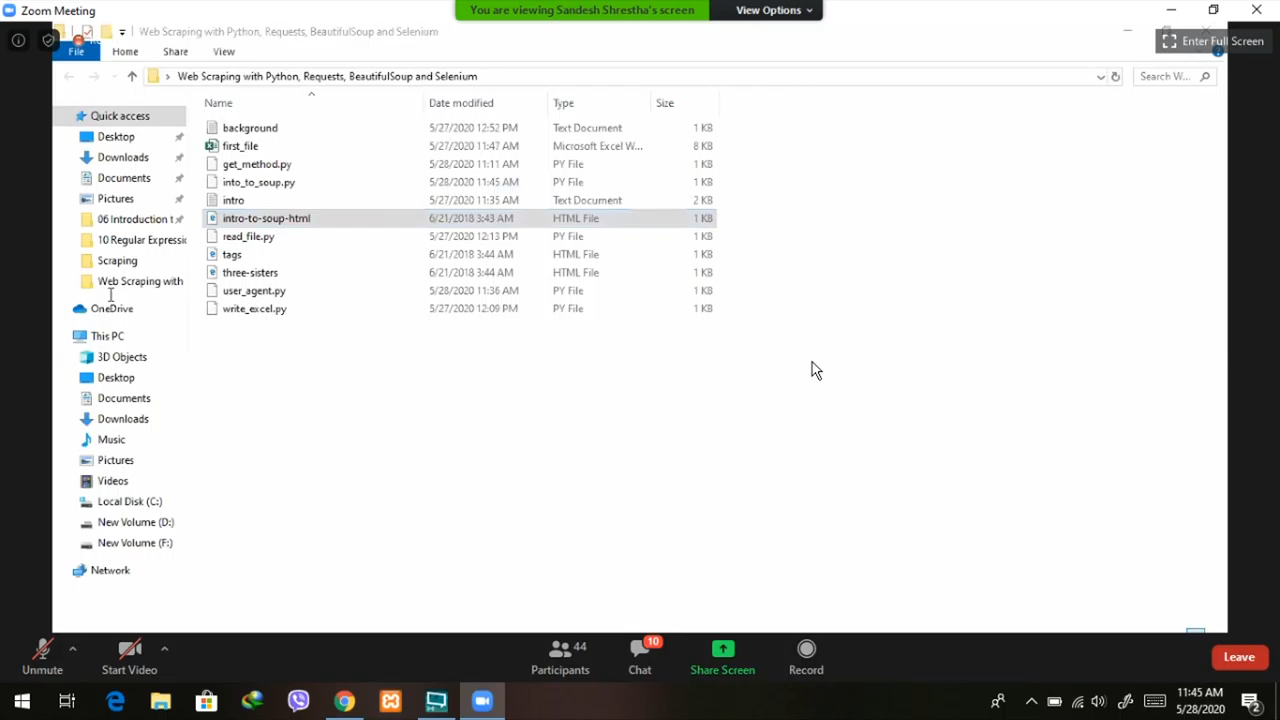 Zoom Meeting
You are viewing Sandesh Shrestha's screen
View Options
Web Scraping with Python, Requests, BeautifulSoup and Selenium
Enter Full Screen
File Home Share View
Web Scraping with Python, Requests, BeautifulSoup and Selenium
Search W...
Name Date modified Type Size
Quick access
Desktop
Downloads
Documents
Pictures
06 Introduction t
10 Regular Expressi
Scraping
Web Scraping with
OneDrive
This PC
3D Objects
Desktop
Documents
Downloads
Music
Pictures
Videos
Local Disk (C:)
New Volume (D:)
New Volume (F:)
Network
background 5/27/2020 12:52 PM Text Document 1 KB
first_file 5/27/2020 11:47 AM Microsoft Excel W... 8 KB
get_method.py 5/28/2020 11:11 AM PY File 1 KB
into_to_soup.py 5/28/2020 11:45 AM PY File 1 KB
intro 5/27/2020 11:35 AM Text Document 2 KB
intro-to-soup-html 6/21/2018 3:43 AM HTML File 1 KB
read_file.py 5/27/2020 12:13 PM PY File 1 KB
tags 6/21/2018 3:44 AM HTML File 1 KB
three-sisters 6/21/2018 3:44 AM HTML File 1 KB
user_agent.py 5/28/2020 11:36 AM PY File 1 KB
write_excel.py 5/27/2020 12:09 PM PY File 1 KB
Unmute
Start Video
44
Participants
10
Chat
Share Screen
Record
Leave
11:45 AM
5/28/2020
2